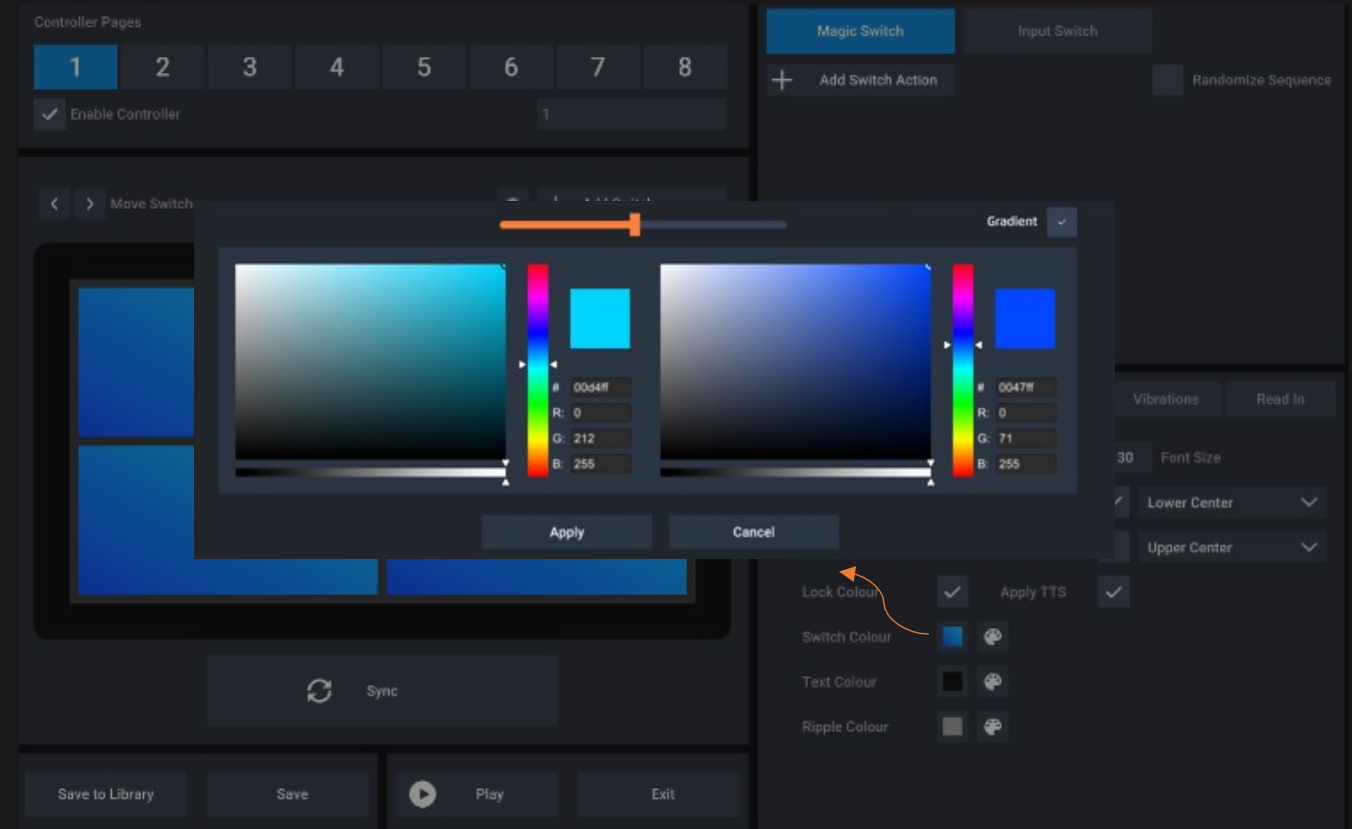 Controller Pages
1 2 3 4 5 6 7 8
Enable Controller
1
Magic Switch
Input Switch
Add Switch Action
Randomize Sequence
Move Switch
Gradient
# 00d4ff
R: 0
G: 212
B: 255
# 0047ff
R: 0
G: 71
B: 255
Apply
Cancel
Vibrations
Read In
30
Font Size
Lower Center
Upper Center
Lock Colour
Apply TTS
Switch Colour
Text Colour
Ripple Colour
Sync
Save to Library
Save
Play
Exit